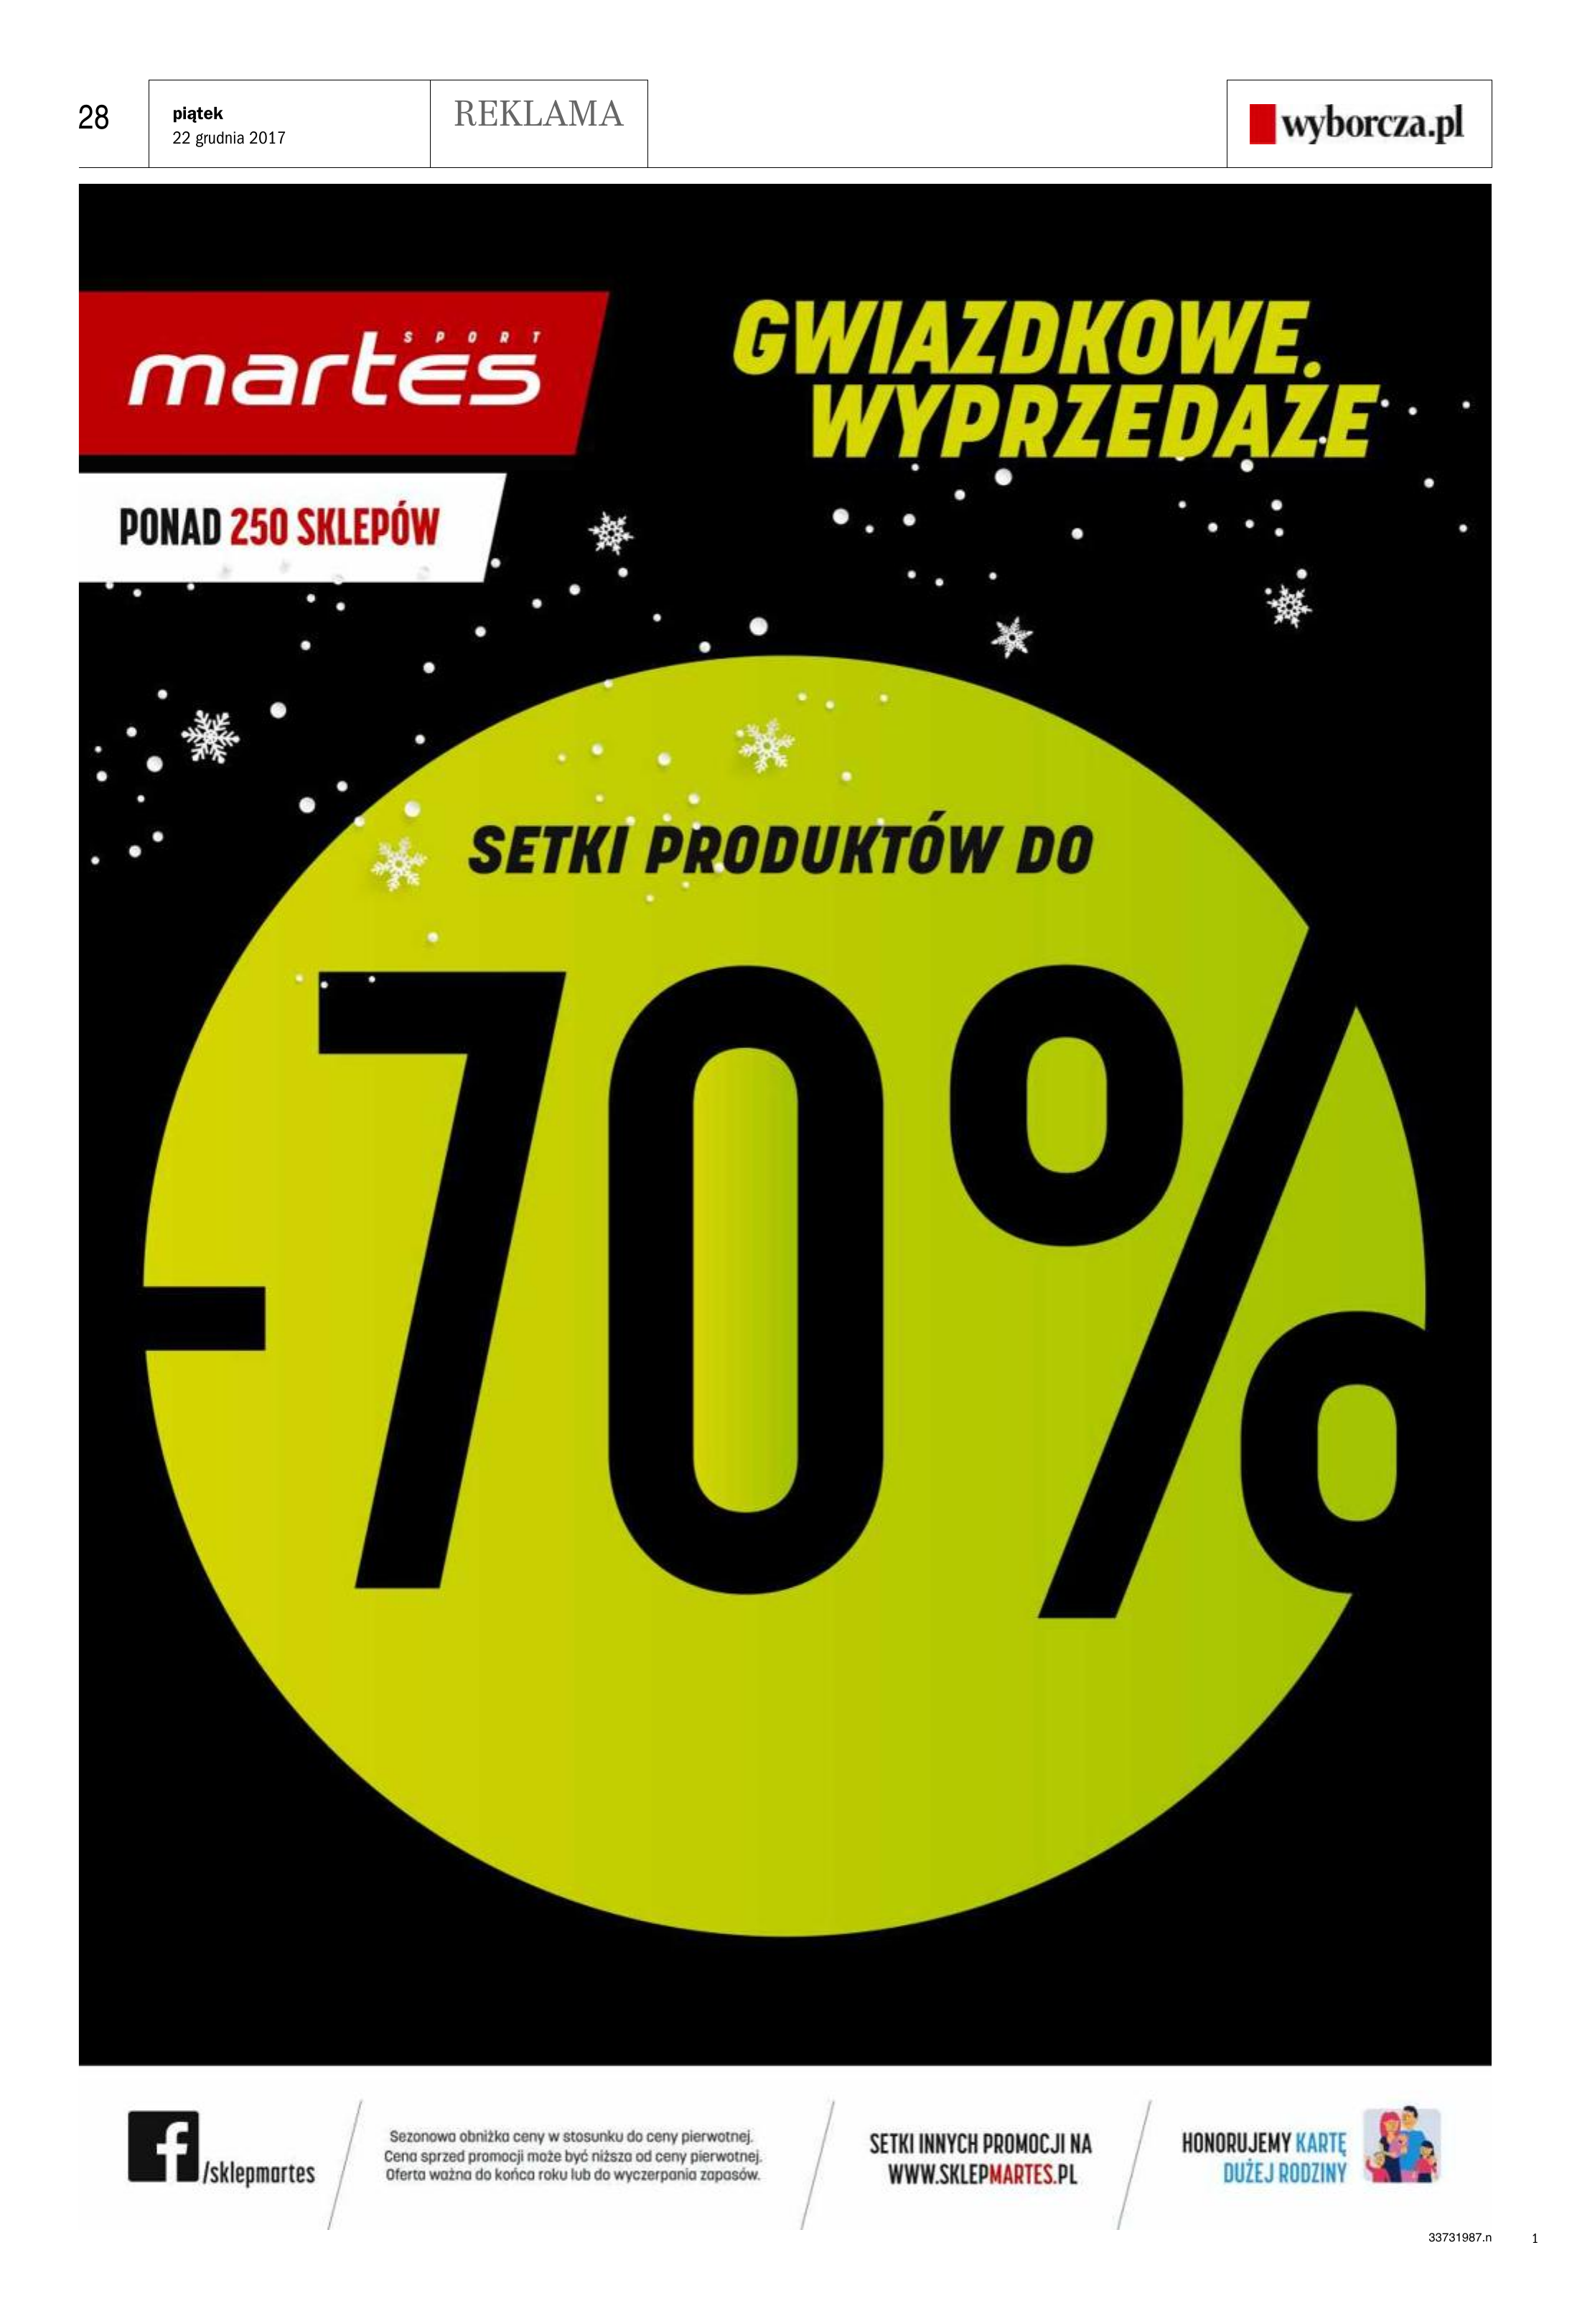 28
piątek
22 grudnia 2017
REKLAMA
wyborcza.pl
SPORT
martes
GWIAZDKOWE
WYPRZEDAŻE
PONAD 250 SKLEPÓW
SETKI PRODUKTÓW DO
-70%
/sklepmartes
Sezonowa obniżka ceny w stosunku do ceny pierwotnej.
Cena sprzed promocji może być niższa od ceny pierwotnej.
Oferta ważna do końca roku lub do wyczerpania zapasów.
SETKI INNYCH PROMOCJI NA
WWW.SKLEPMARTES.PL
HONORUJEMY KARTĘ
DUŻEJ RODZINY
33731987.n
1